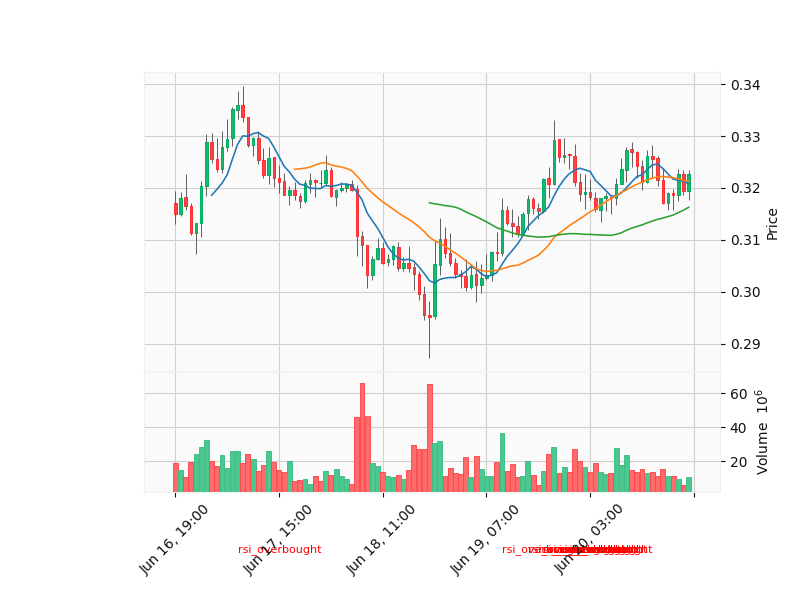 0.34
0.33
0.32
0.31
0.30
0.29
Price
60
40
20
Volume 10⁶
Jun 16, 19:00
Jun 17, 15:00
Jun 18, 11:00
Jun 19, 07:00
Jun 20, 03:00
rsi_overbought